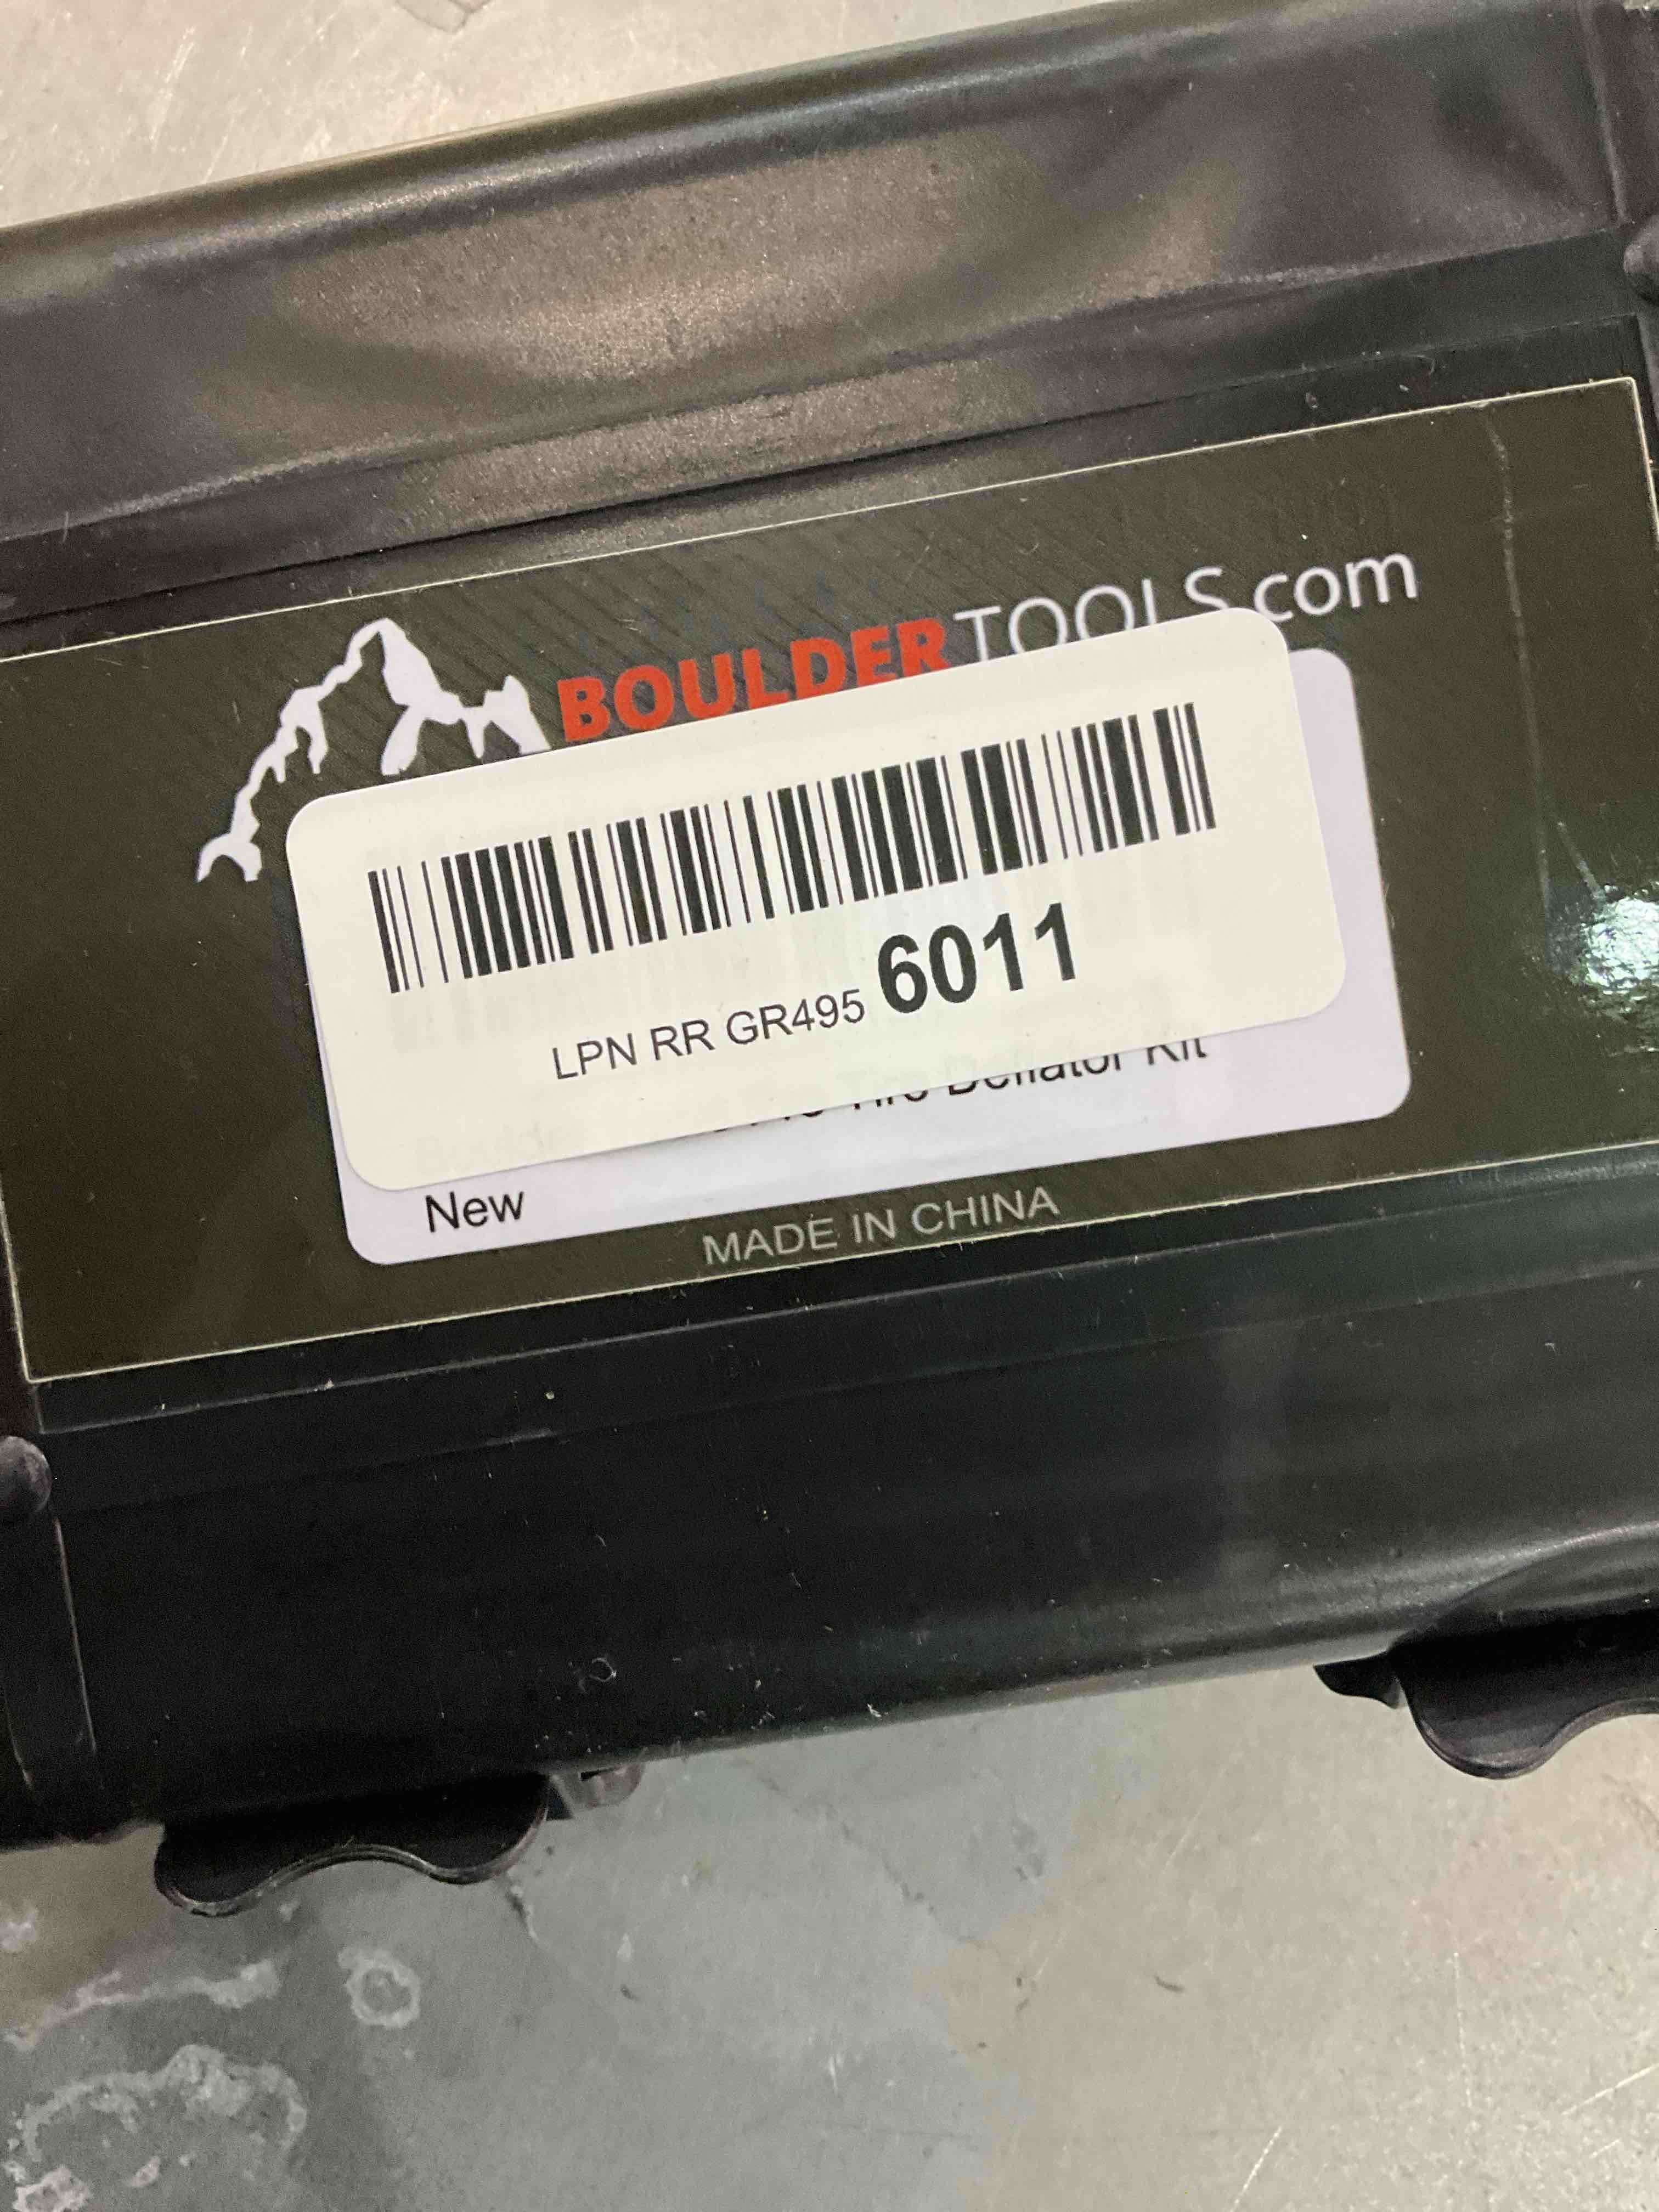 BOULDERTOOLS.com
LPN RR GR495 6011
Tire Deflator Kit
New
MADE IN CHINA